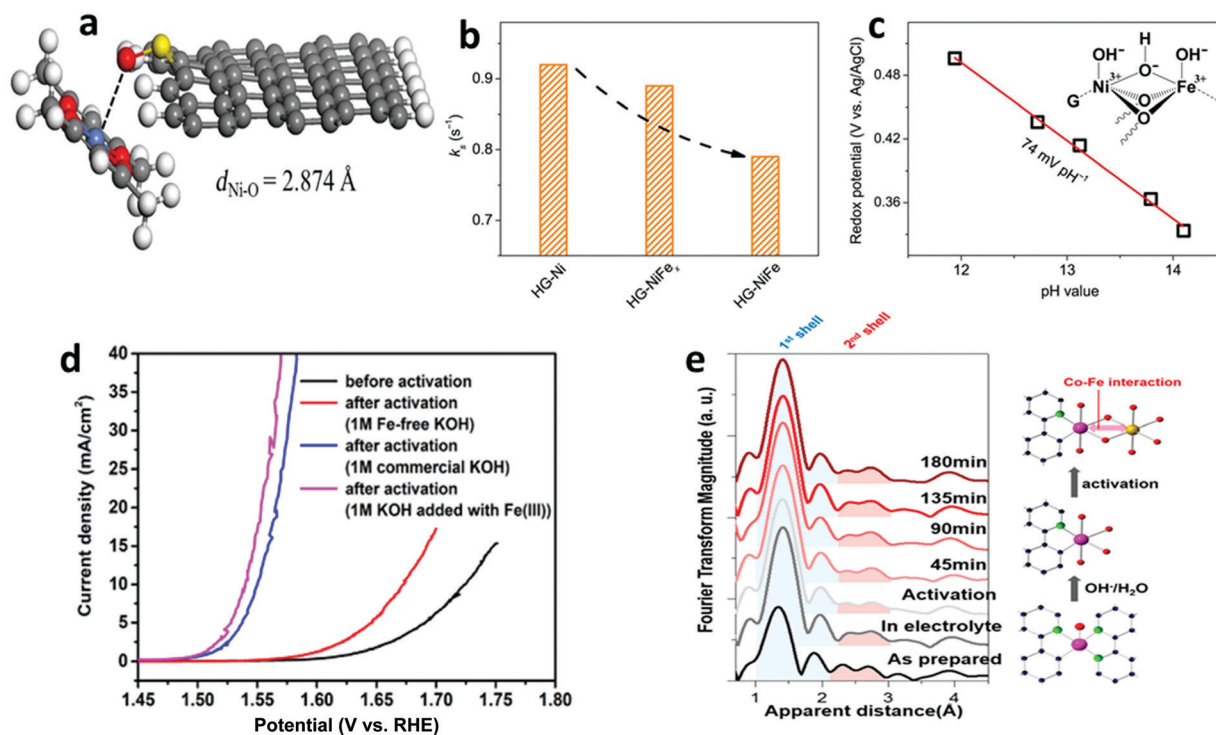 a
d_Ni-O = 2.874 Å
b
k_s (s⁻¹)
0.9
0.8
0.7
HG-Ni
HG-NiFeₓ
HG-NiFe
c
Redox potential (V vs. Ag/AgCl)
0.48
0.42
0.36
74 mV pH⁻¹
H
OH⁻ O⁻ OH⁻
Ni³⁺ Fe³⁺
G O
O
12 13 14
pH value
d
Current density (mA/cm²)
40
35
30
25
20
15
10
5
0
before activation
after activation
(1M Fe-free KOH)
after activation
(1M commercial KOH)
after activation
(1M KOH added with Fe(III))
1.45 1.50 1.55 1.60 1.65 1.70 1.75 1.80
Potential (V vs. RHE)
e
1st shell
2nd shell
Fourier Transform Magnitude (a. u.)
180min
135min
90min
45min
Activation
In electrolyte
As prepared
1 2 3 4
Apparent distance(Å)
Co-Fe interaction
activation
OH⁻/H₂O